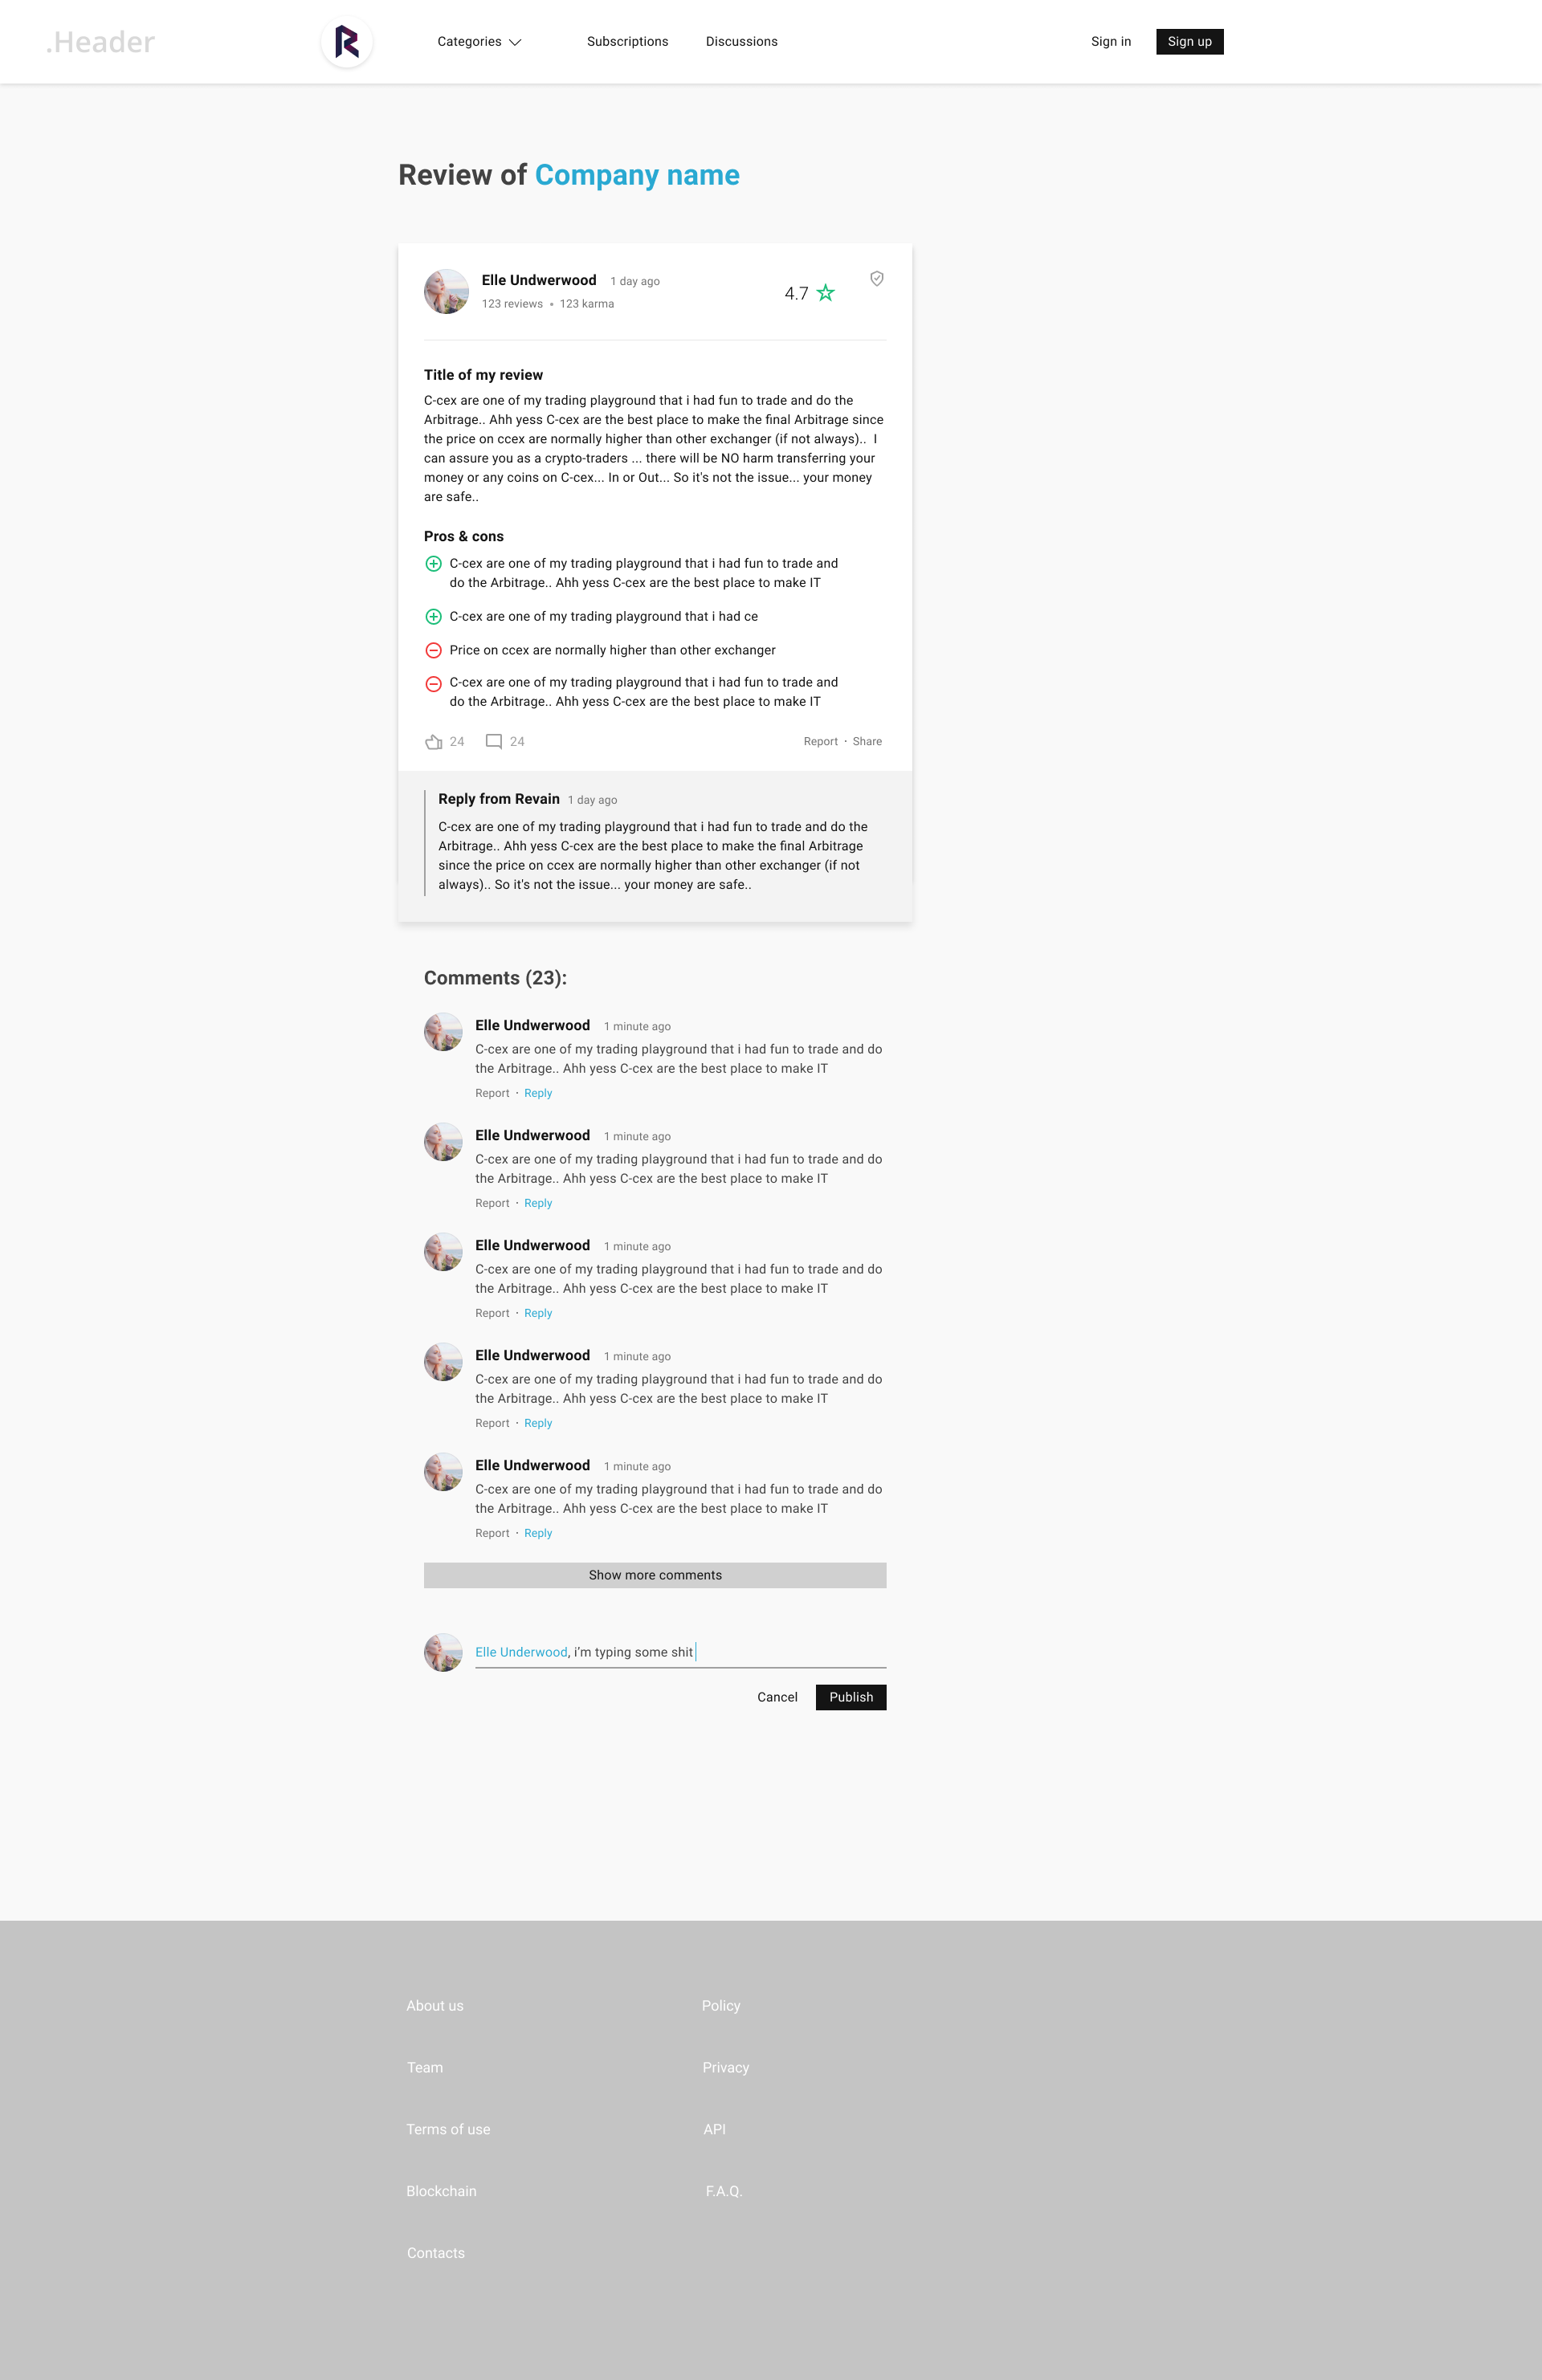 .Header
R
Categories
Subscriptions
Discussions
Sign in
Sign up
Review of Company name
Elle Undwerwood 1 day ago
123 reviews • 123 karma
4.7
Title of my review
C-cex are one of my trading playground that i had fun to trade and do the
Arbitrage.. Ahh yess C-cex are the best place to make the final Arbitrage since
the price on ccex are normally higher than other exchanger (if not always).. I
can assure you as a crypto-traders ... there will be NO harm transferring your
money or any coins on C-cex... In or Out... So it's not the issue... your money
are safe..
Pros & cons
C-cex are one of my trading playground that i had fun to trade and
do the Arbitrage.. Ahh yess C-cex are the best place to make IT
C-cex are one of my trading playground that i had ce
Price on ccex are normally higher than other exchanger
C-cex are one of my trading playground that i had fun to trade and
do the Arbitrage.. Ahh yess C-cex are the best place to make IT
24
24
Report · Share
Reply from Revain 1 day ago
C-cex are one of my trading playground that i had fun to trade and do the
Arbitrage.. Ahh yess C-cex are the best place to make the final Arbitrage
since the price on ccex are normally higher than other exchanger (if not
always).. So it's not the issue... your money are safe..
Comments (23):
Elle Undwerwood 1 minute ago
C-cex are one of my trading playground that i had fun to trade and do
the Arbitrage.. Ahh yess C-cex are the best place to make IT
Report · Reply
Elle Undwerwood 1 minute ago
C-cex are one of my trading playground that i had fun to trade and do
the Arbitrage.. Ahh yess C-cex are the best place to make IT
Report · Reply
Elle Undwerwood 1 minute ago
C-cex are one of my trading playground that i had fun to trade and do
the Arbitrage.. Ahh yess C-cex are the best place to make IT
Report · Reply
Elle Undwerwood 1 minute ago
C-cex are one of my trading playground that i had fun to trade and do
the Arbitrage.. Ahh yess C-cex are the best place to make IT
Report · Reply
Elle Undwerwood 1 minute ago
C-cex are one of my trading playground that i had fun to trade and do
the Arbitrage.. Ahh yess C-cex are the best place to make IT
Report · Reply
Show more comments
Elle Underwood, i'm typing some shit
Cancel
Publish
About us
Policy
Team
Privacy
Terms of use
API
Blockchain
F.A.Q.
Contacts